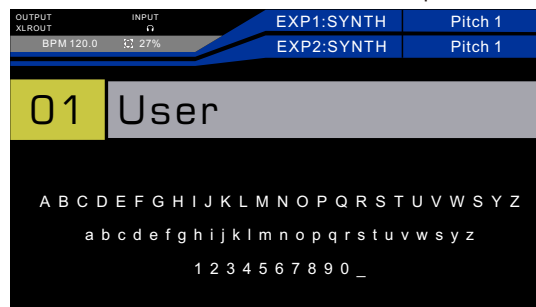 OUTPUT INPUT EXP1:SYNTH Pitch 1
XLROUT
BPM 120.0 27% EXP2:SYNTH Pitch 1
01 User
A B C D E F G H I J K L M N O P Q R S T U V W S Y Z
a b c d e f g h i j k l m n o p q r s t u v w s y z
1 2 3 4 5 6 7 8 9 0 _